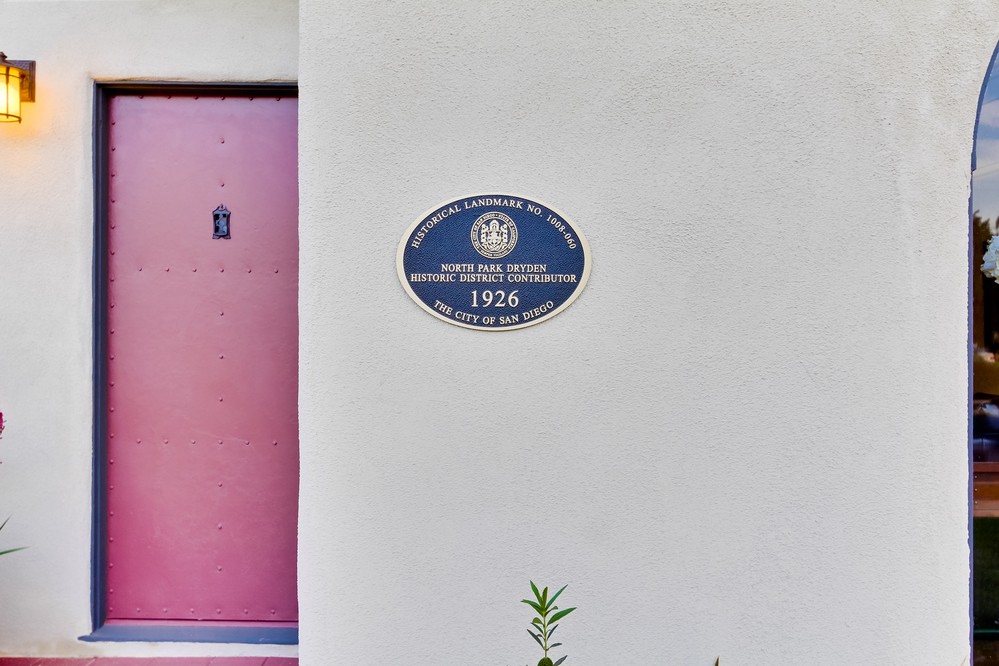 HISTORICAL LANDMARK NO. 1008-060
NORTH PARK DRYDEN
HISTORIC DISTRICT CONTRIBUTOR
1926
THE CITY OF SAN DIEGO